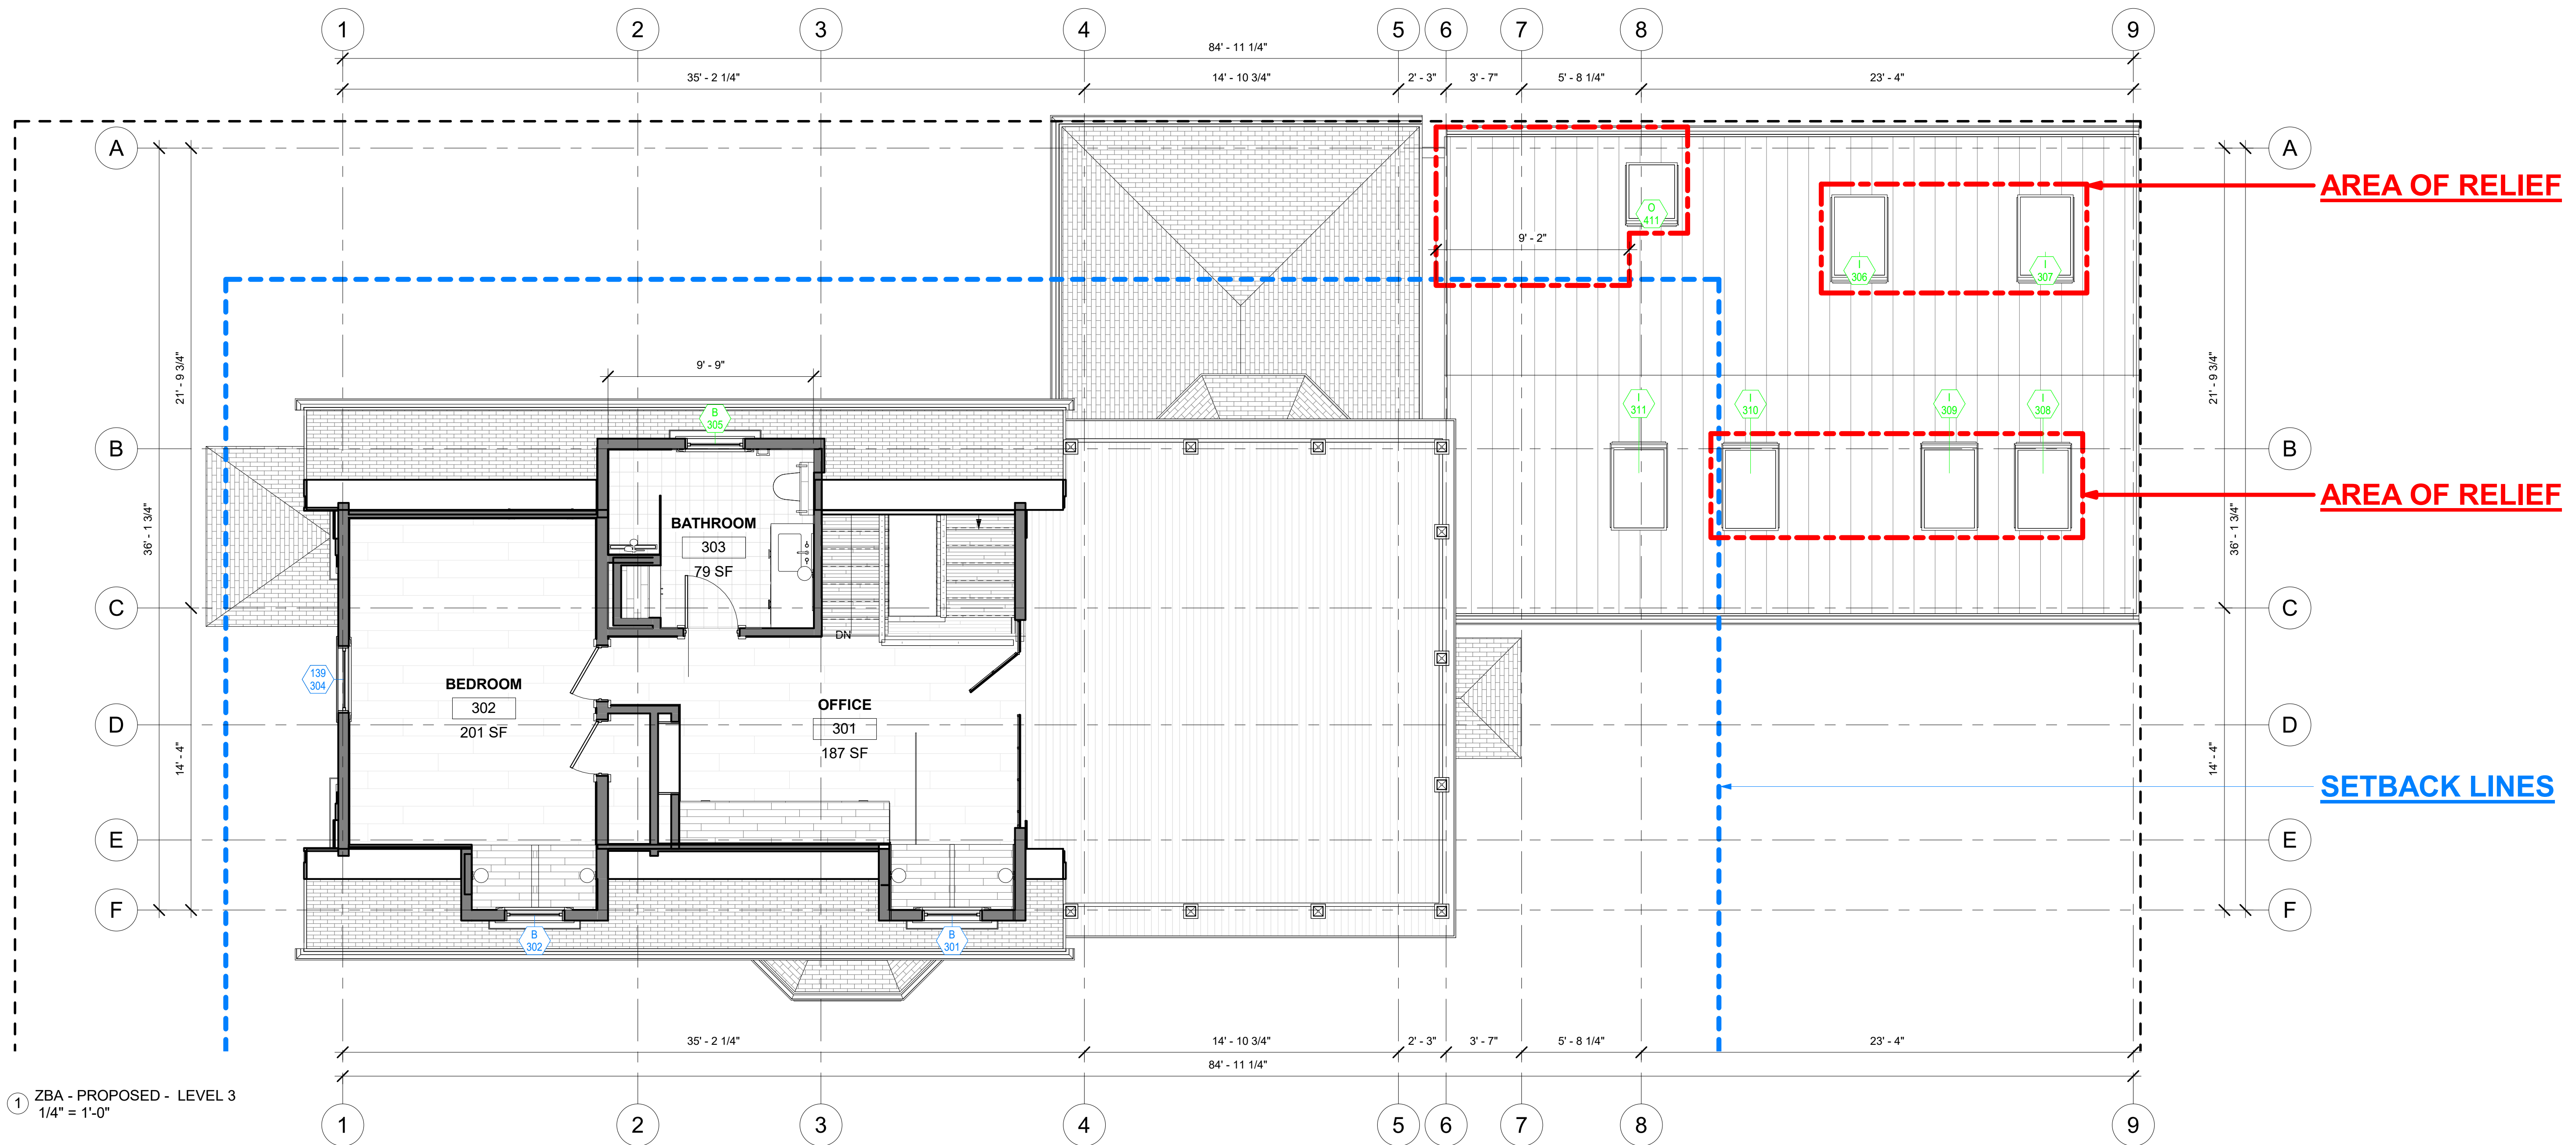 1 2 3 4 5 6 7 8 9
84' - 11 1/4"
35' - 2 1/4" 14' - 10 3/4" 2' - 3" 3' - 7" 5' - 8 1/4" 23' - 4"
A A
AREA OF RELIEF
O
411
9' - 2"
I
306
I
307
21' - 9 3/4"
9' - 9"
21' - 9 3/4"
B
305
I
311
I
310
I
309
I
308
B B
AREA OF RELIEF
36' - 1 3/4"
36' - 1 3/4"
BATHROOM
303
79 SF
C C
DN
139
304
BEDROOM
302
201 SF
OFFICE
301
187 SF
D D
14' - 4"
14' - 4"
SETBACK LINES
E E
F F
B
302
B
301
35' - 2 1/4" 14' - 10 3/4" 2' - 3" 3' - 7" 5' - 8 1/4" 23' - 4"
84' - 11 1/4"
1 ZBA - PROPOSED - LEVEL 3
1/4" = 1'-0"
1 2 3 4 5 6 7 8 9